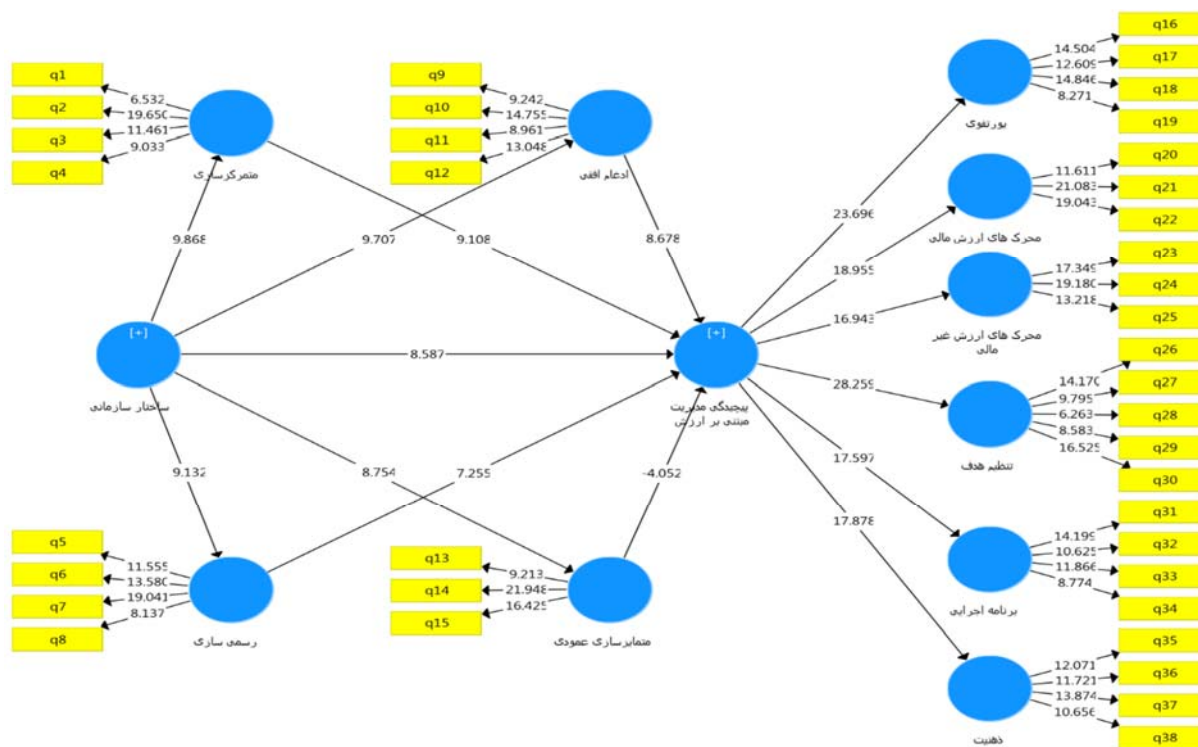 q1
q2
q3
q4
6.532
19.650
11.461
9.033
متمرکزسازی
q9
q10
q11
q12
9.242
14.755
8.961
13.048
ادغام افقی
9.868
9.707
9.108
8.678
[+]
ساختار سازمانی
8.587
[+]
پیچیدگی مدیریت
مبتنی بر ارزش
9.132
8.754
7.255
-4.052
q5
q6
q7
q8
11.555
13.580
19.041
8.137
رسمی سازی
q13
q14
q15
9.213
21.948
16.425
متمایزسازی عمودی
23.696
18.955
16.943
28.259
17.597
17.878
14.504
12.609
14.846
8.271
q16
q17
q18
q19
پورتفوی
11.611
21.083
19.043
q20
q21
q22
محرک های ارزش مالی
17.349
19.180
13.218
q23
q24
q25
محرک های ارزش غیر
مالی
14.170
9.795
6.263
8.583
16.525
q26
q27
q28
q29
q30
تنظیم هدف
14.199
10.625
11.866
8.774
q31
q32
q33
q34
برنامه اجرایی
12.071
11.721
13.874
10.656
q35
q36
q37
q38
ذهنیت